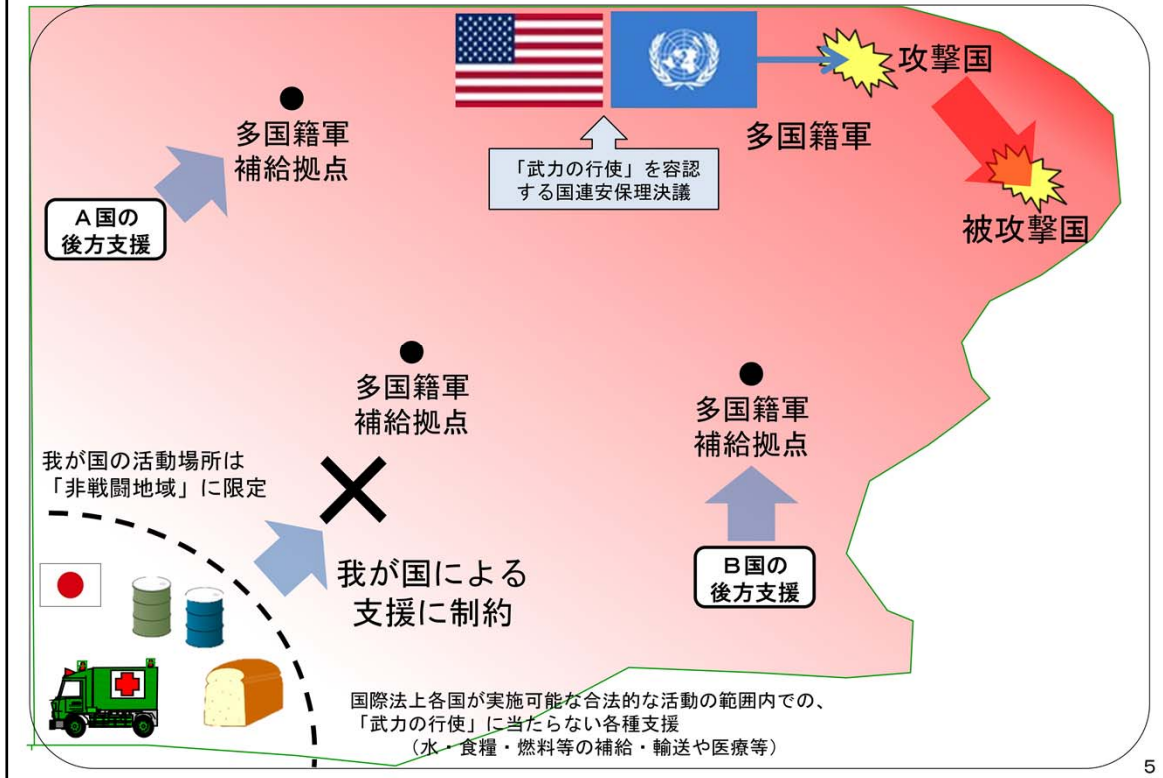 攻撃国
多国籍軍
「武力の行使」を容認
する国連安保理決議
被攻撃国
多国籍軍
補給拠点
A国の
後方支援
多国籍軍
補給拠点
多国籍軍
補給拠点
我が国の活動場所は
「非戦闘地域」に限定
我が国による
支援に制約
B国の
後方支援
国際法上各国が実施可能な合法的な活動の範囲内での、
「武力の行使」に当たらない各種支援
(水・食糧・燃料等の補給・輸送や医療等)
5